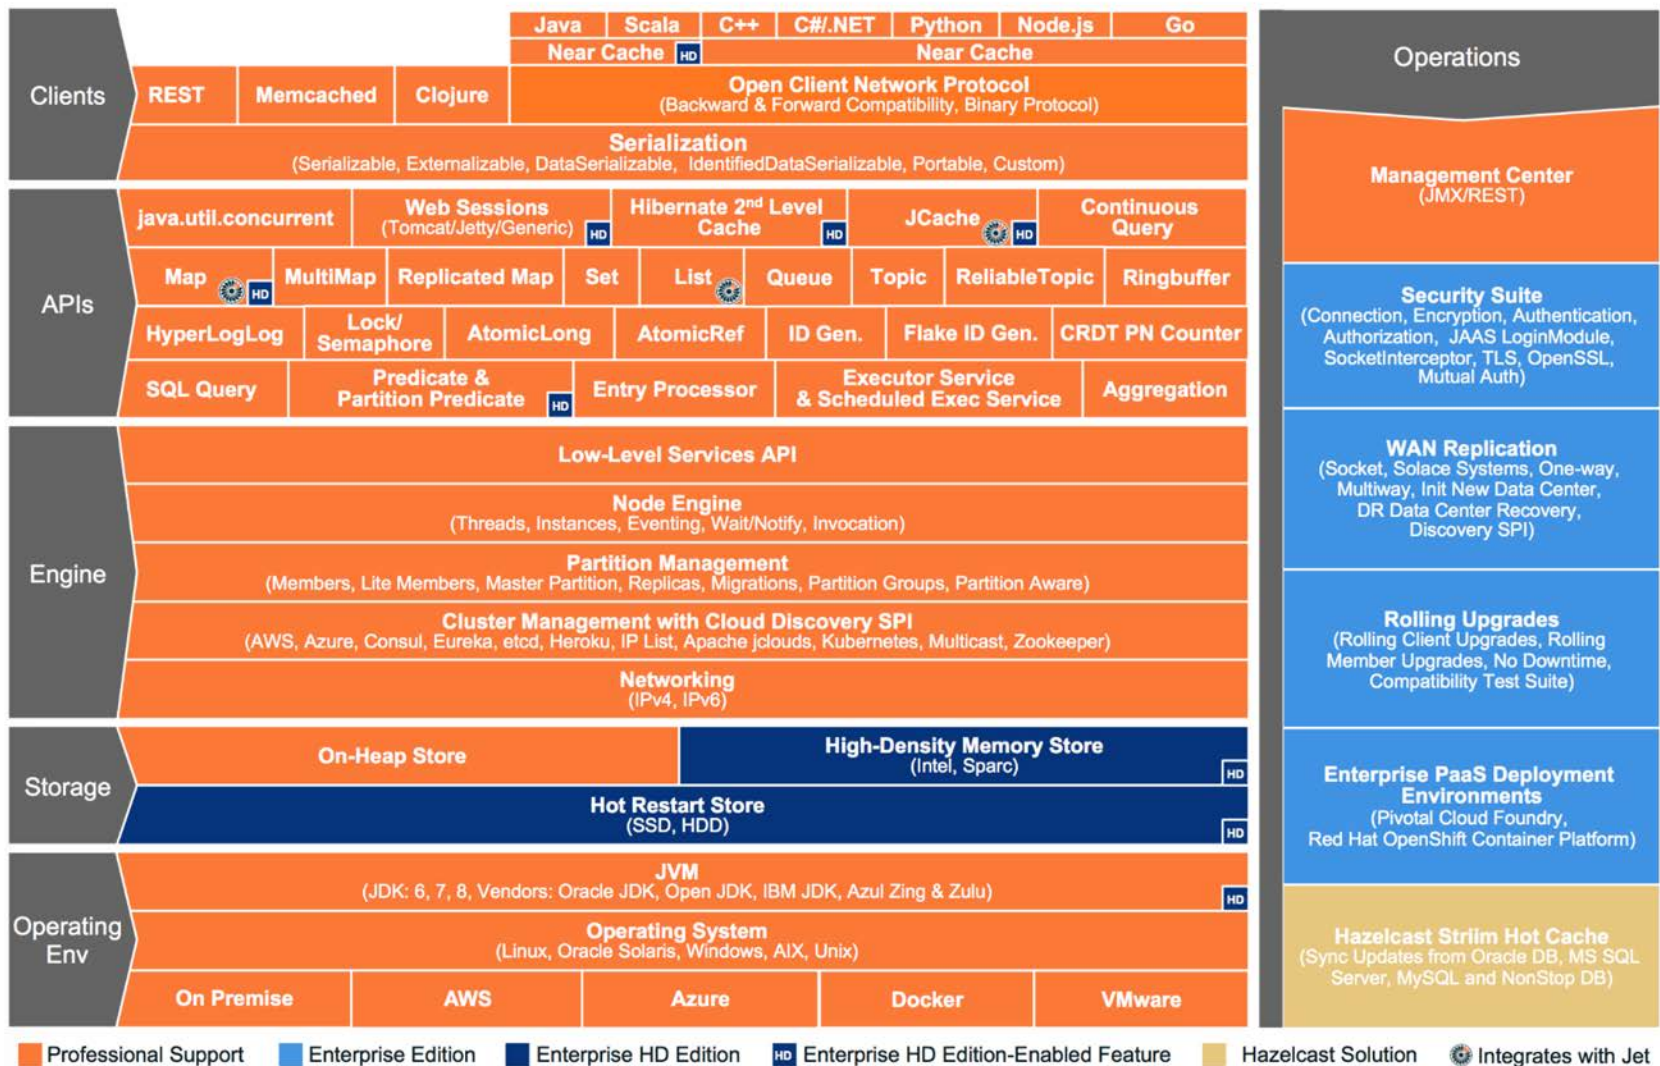 Clients
Java Scala C++ C#/.NET Python Node.js Go
Near Cache HD Near Cache
REST Memcached Clojure Open Client Network Protocol
(Backward & Forward Compatibility, Binary Protocol)
Serialization
(Serializable, Externalizable, DataSerializable, IdentifiedDataSerializable, Portable, Custom)
APIs
java.util.concurrent
Web Sessions
(Tomcat/Jetty/Generic) HD
Hibernate 2nd Level
Cache HD
JCache HD
Continuous
Query
Map HD MultiMap Replicated Map Set List Queue Topic ReliableTopic Ringbuffer
HyperLogLog
Lock/
Semaphore
AtomicLong AtomicRef ID Gen. Flake ID Gen. CRDT PN Counter
SQL Query
Predicate &
Partition Predicate HD
Entry Processor
Executor Service
& Scheduled Exec Service
Aggregation
Engine
Low-Level Services API
Node Engine
(Threads, Instances, Eventing, Wait/Notify, Invocation)
Partition Management
(Members, Lite Members, Master Partition, Replicas, Migrations, Partition Groups, Partition Aware)
Cluster Management with Cloud Discovery SPI
(AWS, Azure, Consul, Eureka, etcd, Heroku, IP List, Apache jclouds, Kubernetes, Multicast, Zookeeper)
Networking
(IPv4, IPv6)
Storage
On-Heap Store
High-Density Memory Store
(Intel, Sparc)
HD
Hot Restart Store
(SSD, HDD)
HD
Operating
Env
JVM
(JDK: 6, 7, 8, Vendors: Oracle JDK, Open JDK, IBM JDK, Azul Zing & Zulu)
HD
Operating System
(Linux, Oracle Solaris, Windows, AIX, Unix)
On Premise AWS Azure Docker VMware
Operations
Management Center
(JMX/REST)
Security Suite
(Connection, Encryption, Authentication,
Authorization, JAAS LoginModule,
SocketInterceptor, TLS, OpenSSL,
Mutual Auth)
WAN Replication
(Socket, Solace Systems, One-way,
Multiway, Init New Data Center,
DR Data Center Recovery,
Discovery SPI)
Rolling Upgrades
(Rolling Client Upgrades, Rolling
Member Upgrades, No Downtime,
Compatibility Test Suite)
Enterprise PaaS Deployment
Environments
(Pivotal Cloud Foundry,
Red Hat OpenShift Container Platform)
Hazelcast Striim Hot Cache
(Sync Updates from Oracle DB, MS SQL
Server, MySQL and NonStop DB)
Professional Support Enterprise Edition Enterprise HD Edition HD Enterprise HD Edition-Enabled Feature Hazelcast Solution Integrates with Jet